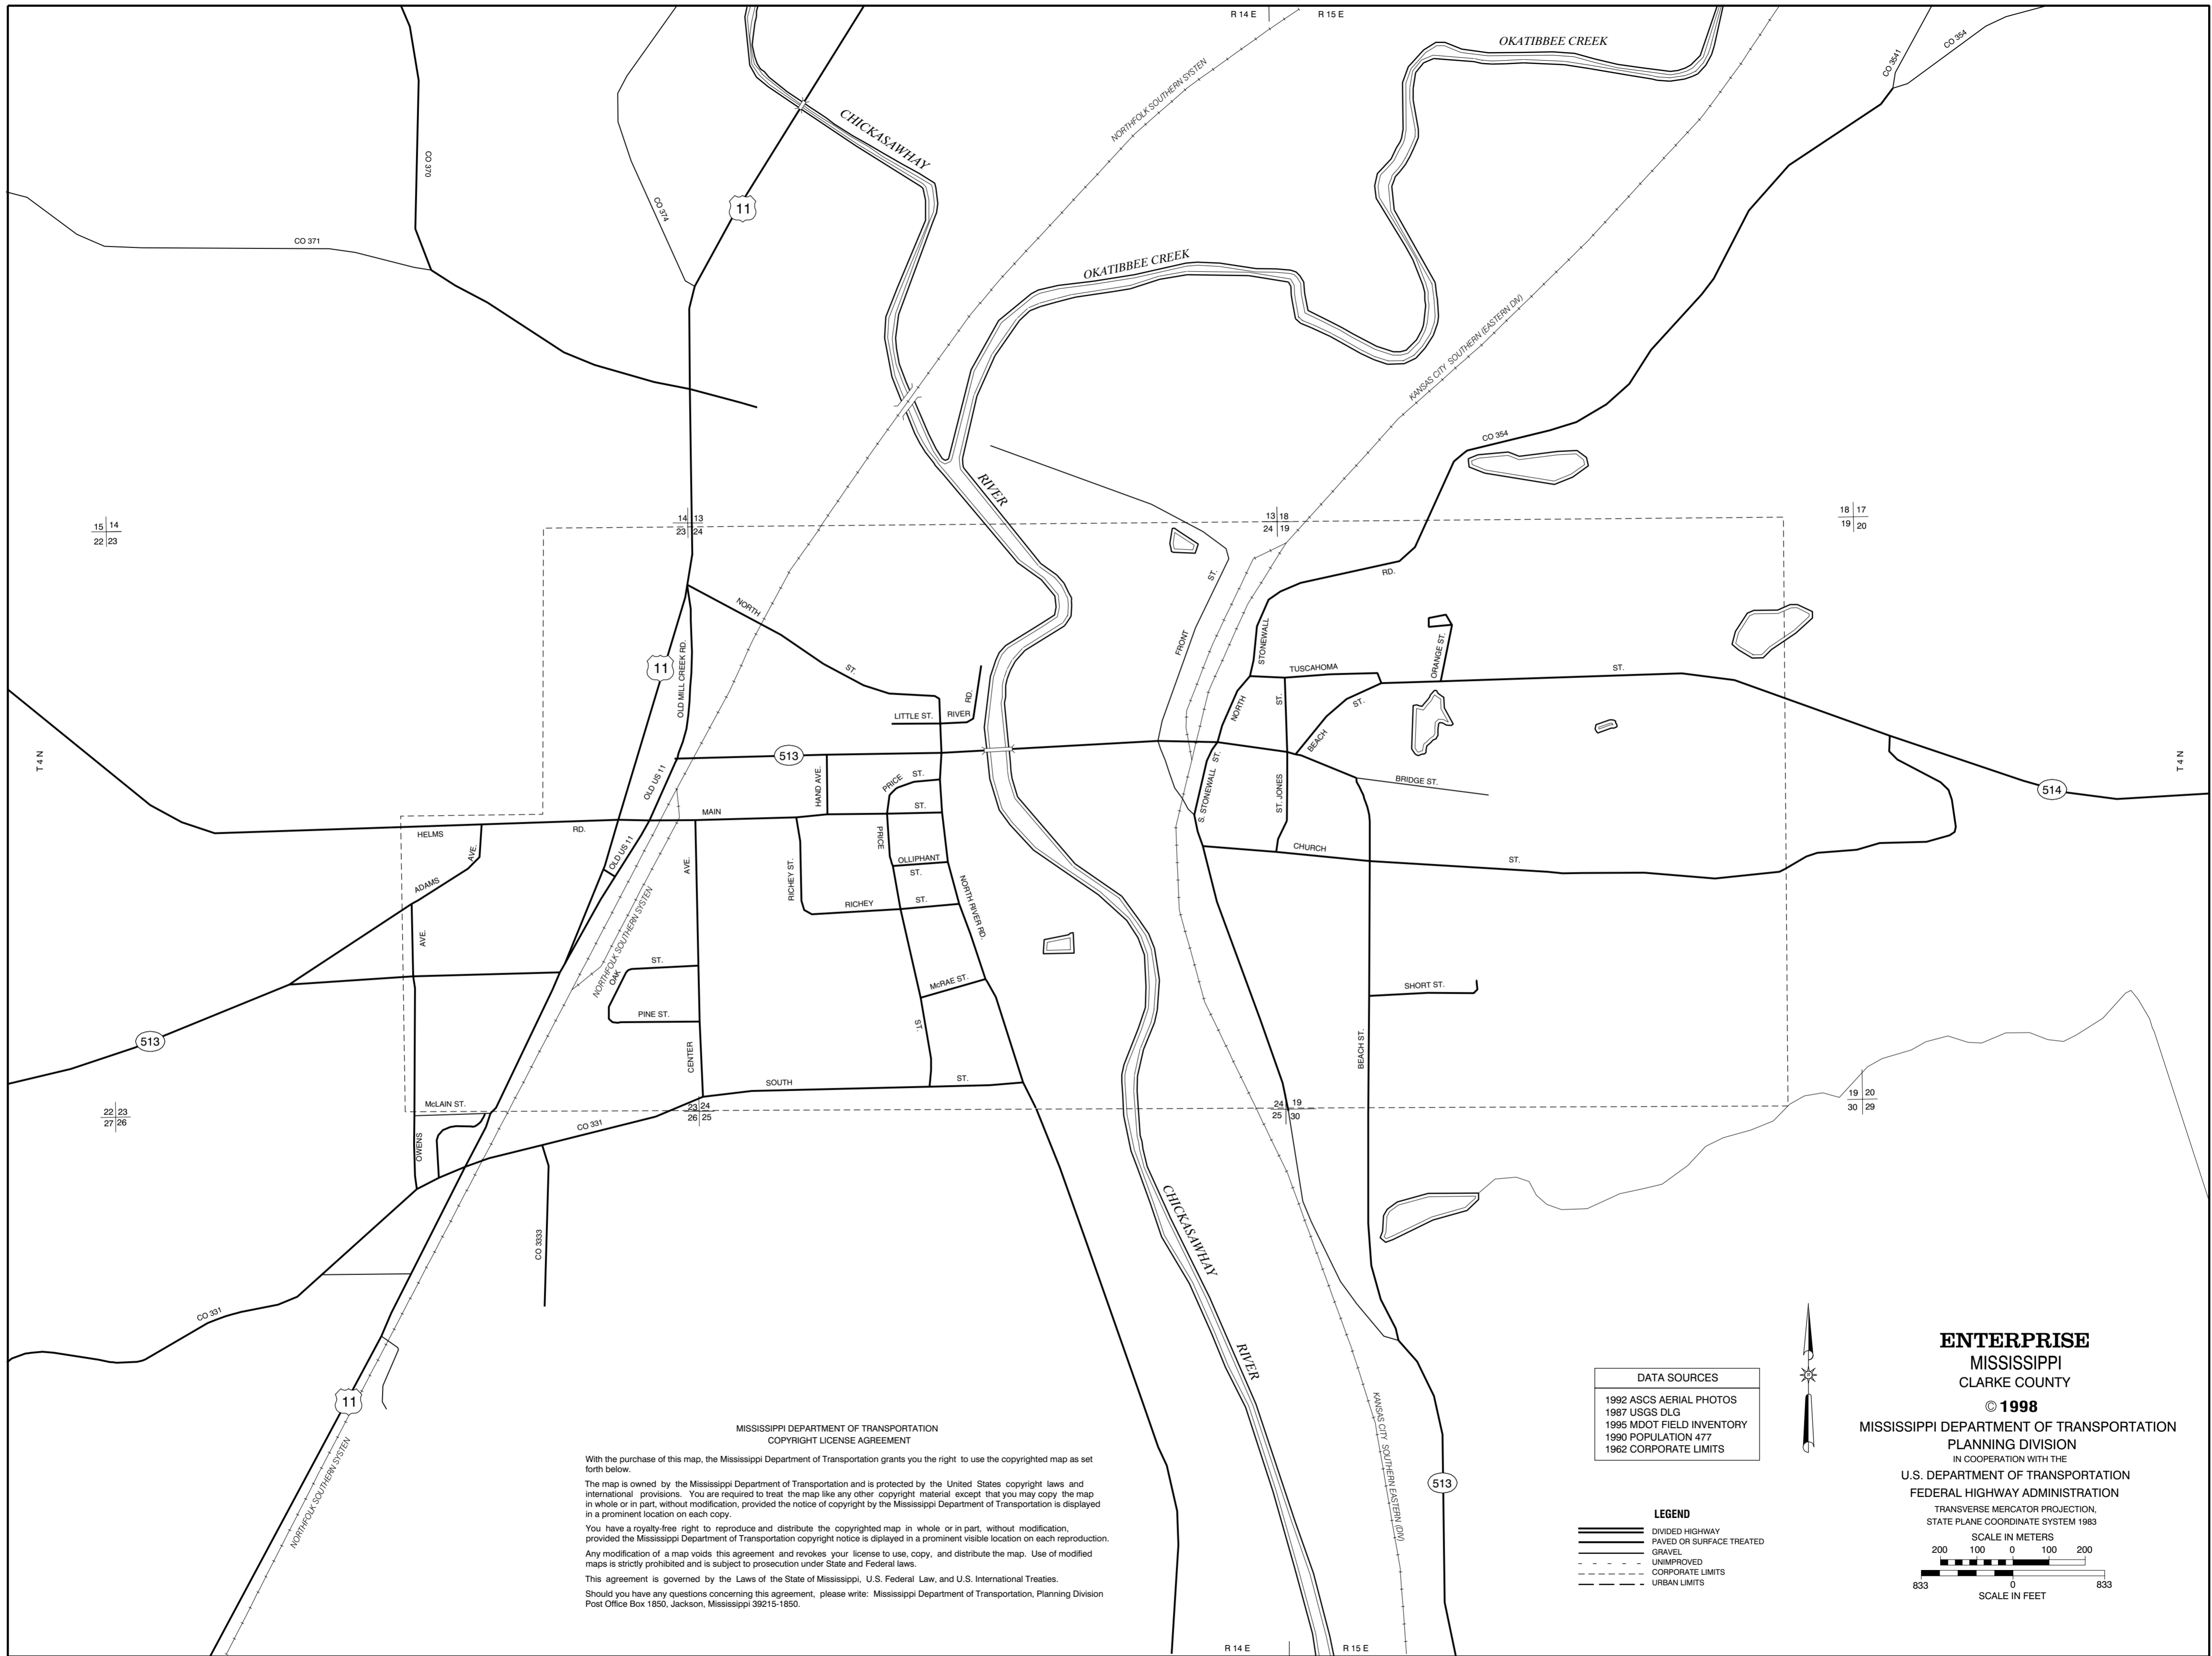 R 14 E
R 15 E
OKATIBBEE CREEK
CO 3541
CO 354
NORTHFOLK SOUTHERN SYSTEN
CHICKASAWHAY
CO 370
CO 374
11
CO 371
OKATIBBEE CREEK
KANSAS CITY SOUTHERN (EASTERN DIV)
CO 354
RIVER
15 14
22 23
14 13
23 24
13 18
24 19
18 17
19 20
ST.
RD.
NORTH
FRONT
STONEWALL
ORANGE ST.
11
OLD MILL CREEK RD.
ST.
TUSCAHOMA
ST.
RD.
LITTLE ST.
RIVER
NORTH
ST.
ST.
BEACH
T 4 N
513
T 4 N
OLD US 11
HAND AVE.
PRICE
ST.
S. STONEWALL
ST.
ST. JONES
BRIDGE ST.
514
MAIN
ST.
HELMS
RD.
PRICE
OLD US 11
AVE.
ADAMS
AVE.
RICHEY ST.
OLLIPHANT
ST.
CHURCH
ST.
RICHEY
ST.
NORTH RIVER RD.
AVE.
NORTHFOLK SOUTHERN SYSTEN
OAK
ST.
McRAE ST.
SHORT ST.
PINE ST.
ST.
513
CENTER
BEACH ST.
SOUTH
ST.
McLAIN ST.
22 23
27 26
23 24
26 25
24 19
25 30
19 20
30 29
CO 331
OWENS
CO 3333
CHICKASAWHAY
CO 331
RIVER
11
NORTHFOLK SOUTHERN SYSTEN
KANSAS CITY SOUTHERN EASTERN (DIV)
513
MISSISSIPPI DEPARTMENT OF TRANSPORTATION
COPYRIGHT LICENSE AGREEMENT
With the purchase of this map, the Mississippi Department of Transportation grants you the right to use the copyrighted map as set
forth below.
The map is owned by the Mississippi Department of Transportation and is protected by the United States copyright laws and
international provisions. You are required to treat the map like any other copyright material except that you may copy the map
in whole or in part, without modification, provided the notice of copyright by the Mississippi Department of Transportation is displayed
in a prominent location on each copy.
You have a royalty-free right to reproduce and distribute the copyrighted map in whole or in part, without modification,
provided the Mississippi Department of Transportation copyright notice is diplayed in a prominent visible location on each reproduction.
Any modification of a map voids this agreement and revokes your license to use, copy, and distribute the map. Use of modified
maps is strictly prohibited and is subject to prosecution under State and Federal laws.
This agreement is governed by the Laws of the State of Mississippi, U.S. Federal Law, and U.S. International Treaties.
Should you have any questions concerning this agreement, please write: Mississippi Department of Transportation, Planning Division
Post Office Box 1850, Jackson, Mississippi 39215-1850.
DATA SOURCES
1992 ASCS AERIAL PHOTOS
1987 USGS DLG
1995 MDOT FIELD INVENTORY
1990 POPULATION 477
1962 CORPORATE LIMITS
LEGEND
DIVIDED HIGHWAY
PAVED OR SURFACE TREATED
GRAVEL
UNIMPROVED
CORPORATE LIMITS
URBAN LIMITS
ENTERPRISE
MISSISSIPPI
CLARKE COUNTY
© 1998
MISSISSIPPI DEPARTMENT OF TRANSPORTATION
PLANNING DIVISION
IN COOPERATION WITH THE
U.S. DEPARTMENT OF TRANSPORTATION
FEDERAL HIGHWAY ADMINISTRATION
TRANSVERSE MERCATOR PROJECTION,
STATE PLANE COORDINATE SYSTEM 1983
SCALE IN METERS
200 100 0 100 200
833 0 833
SCALE IN FEET
R 14 E
R 15 E